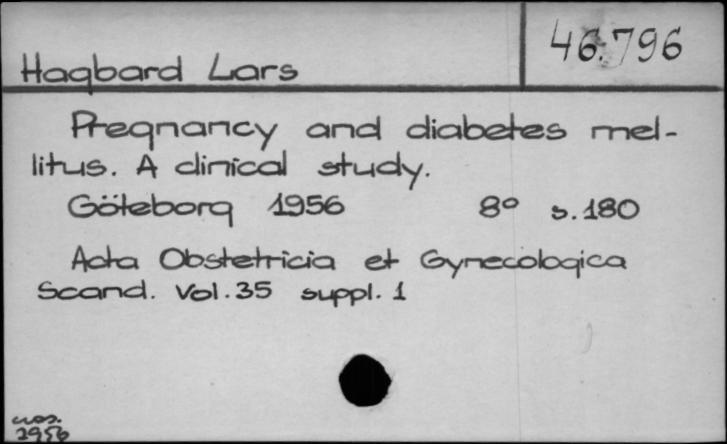 46.796
Hagbard Lars
Pregnancy and diabetes mel-
litus. A clinical study.
Göteborg 1956 8° s.180
Acta Obstetricia et Gynecologica
Scand. Vol.35 suppl. 1
2956